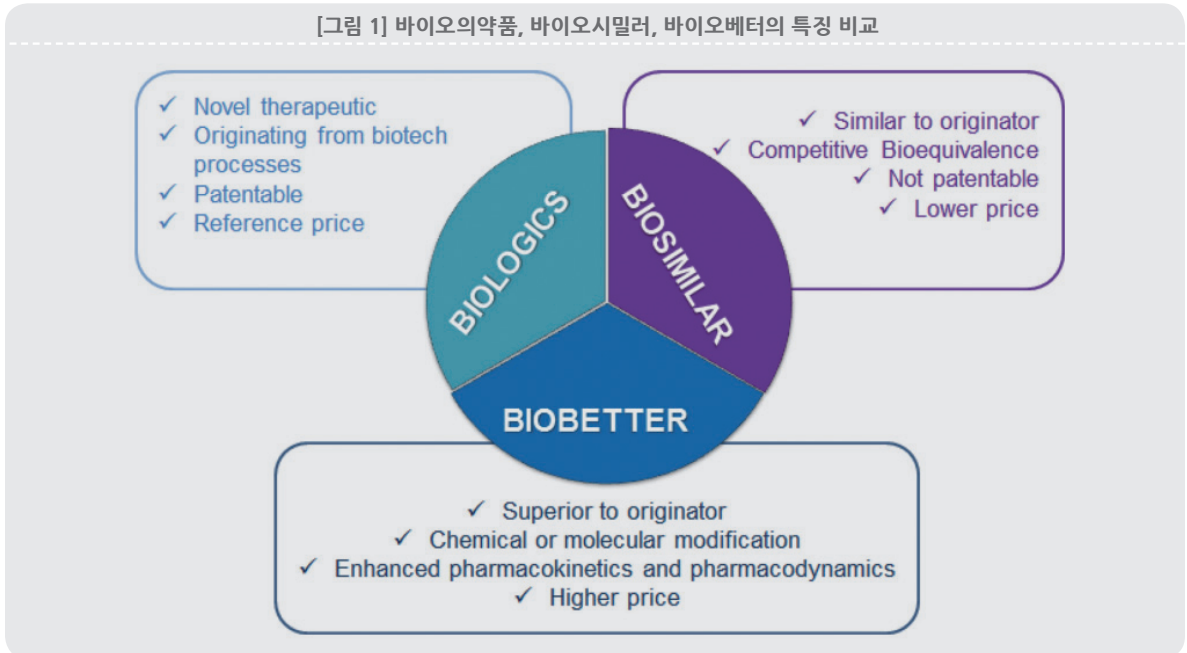 [그림 1] 바이오의약품, 바이오시밀러, 바이오베터의 특징 비교
✓ Novel therapeutic
✓ Originating from biotech
processes
✓ Patentable
✓ Reference price
✓ Similar to originator
✓ Competitive Bioequivalence
✓ Not patentable
✓ Lower price
BIOLOGICS
BIOSIMILAR
BIOBETTER
✓ Superior to originator
✓ Chemical or molecular modification
✓ Enhanced pharmacokinetics and pharmacodynamics
✓ Higher price